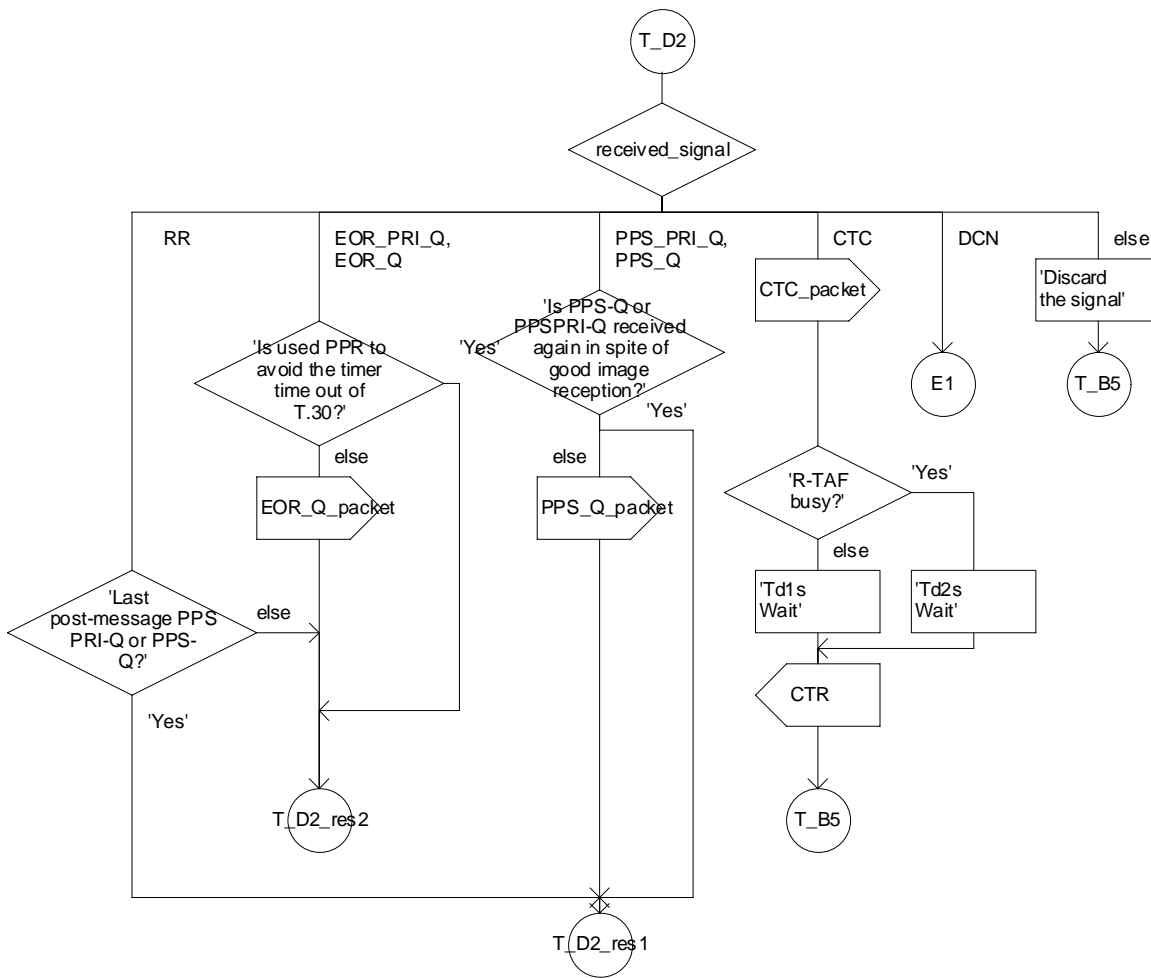 T_D2
received_signal
RR
EOR_PRI_Q,
EOR_Q
PPS_PRI_Q,
PPS_Q
CTC
DCN
else
CTC_packet
'Discard
the signal'
'Is used PPR to
avoid the timer
time out of
T.30?'
'Yes'
'Is PPS-Q or
PPSPRI-Q received
again in spite of
good image
reception?'
'Yes'
E1
T_B5
else
EOR_Q_packet
else
PPS_Q_packet
'R-TAF
busy?'
'Yes'
else
'Td1s
Wait'
'Td2s
Wait'
'Last
post-message PPS
PRI-Q or PPS-
Q?'
else
'Yes'
CTR
T_D2_res2
T_B5
T_D2_res1